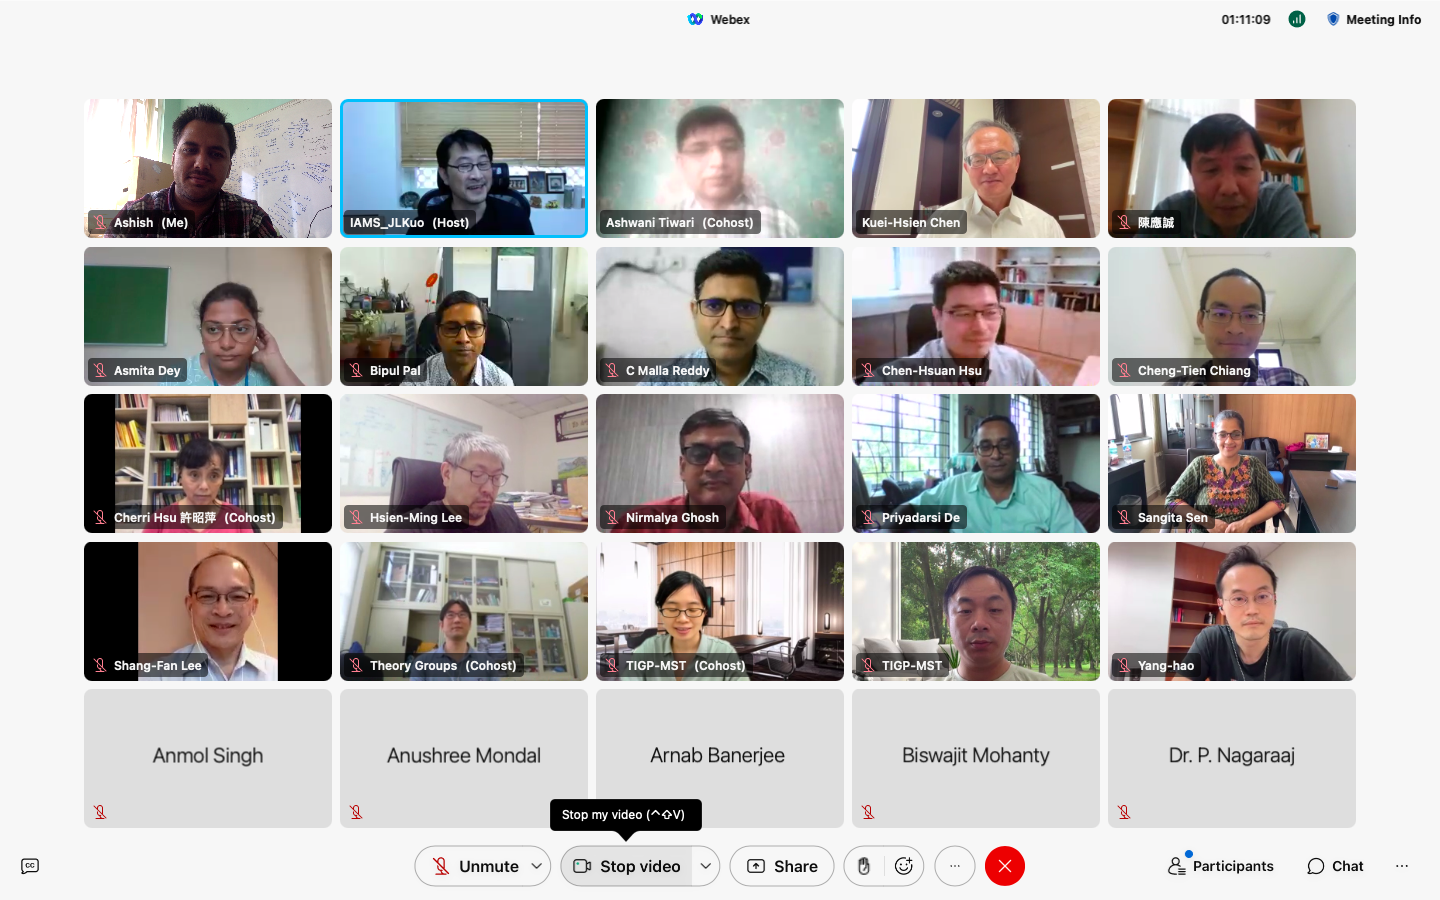 Webex
01:11:09
Meeting Info
Ashish (Me)
IAMS_JLKuo (Host)
Ashwani Tiwari (Cohost)
Kuei-Hsien Chen
陳應誠
Asmita Dey
Bipul Pal
C Malla Reddy
Chen-Hsuan Hsu
Cheng-Tien Chiang
Cherri Hsu 許昭萍 (Cohost)
Hsien-Ming Lee
Nirmalya Ghosh
Priyadarsi De
Sangita Sen
Shang-Fan Lee
Theory Groups (Cohost)
TIGP-MST (Cohost)
TIGP-MST
Yang-hao
Anmol Singh
Anushree Mondal
Arnab Banerjee
Biswajit Mohanty
Dr. P. Nagaraaj
Stop my video (^⇧V)
CC
Unmute
Stop video
Share
Participants
Chat